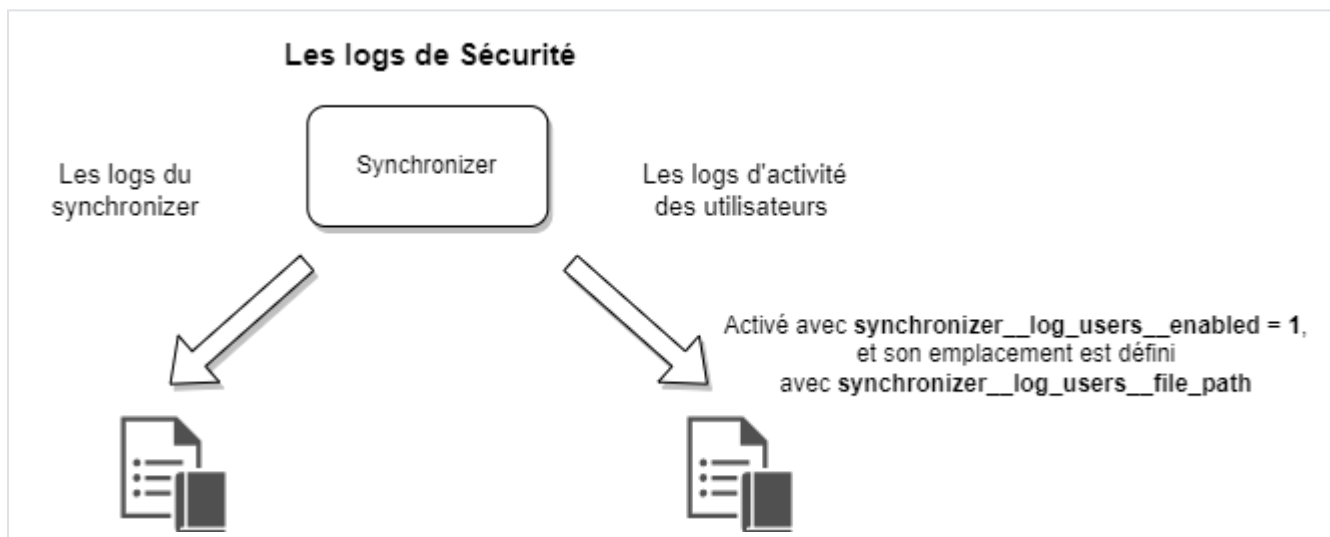 Les logs de Sécurité
Synchronizer
Les logs du
synchronizer
Les logs d'activité
des utilisateurs
Activé avec synchronizer__log_users__enabled = 1,
et son emplacement est défini
avec synchronizer__log_users__file_path